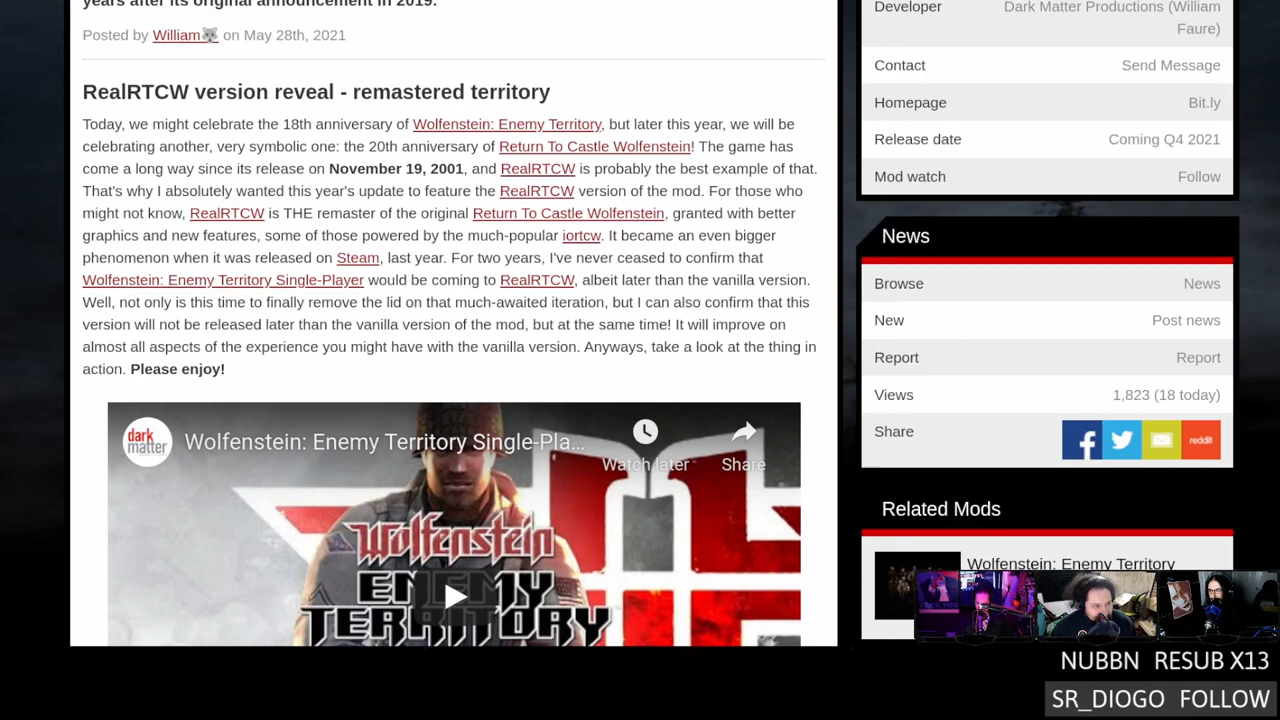 years after its original announcement in 2019.
Posted by William on May 28th, 2021
RealRTCW version reveal - remastered territory
Today, we might celebrate the 18th anniversary of Wolfenstein: Enemy Territory, but later this year, we will be
celebrating another, very symbolic one: the 20th anniversary of Return To Castle Wolfenstein! The game has
come a long way since its release on November 19, 2001, and RealRTCW is probably the best example of that.
That's why I absolutely wanted this year's update to feature the RealRTCW version of the mod. For those who
might not know, RealRTCW is THE remaster of the original Return To Castle Wolfenstein, granted with better
graphics and new features, some of those powered by the much-popular iortcw. It became an even bigger
phenomenon when it was released on Steam, last year. For two years, I've never ceased to confirm that
Wolfenstein: Enemy Territory Single-Player would be coming to RealRTCW, albeit later than the vanilla version.
Well, not only is this time to finally remove the lid on that much-awaited iteration, but I can also confirm that this
version will not be released later than the vanilla version of the mod, but at the same time! It will improve on
almost all aspects of the experience you might have with the vanilla version. Anyways, take a look at the thing in
action. Please enjoy!
dark matter
Wolfenstein: Enemy Territory Single-Pla...
Watch later
Share
Wolfenstein
ENEMY
TERRITORY
Developer Dark Matter Productions (William
Faure)
Contact Send Message
Homepage Bit.ly
Release date Coming Q4 2021
Mod watch Follow
News
Browse News
New Post news
Report Report
Views 1,823 (18 today)
Share reddit
Related Mods
Wolfenstein: Enemy Territory
NUBBN RESUB X13
SR_DIOGO FOLLOW